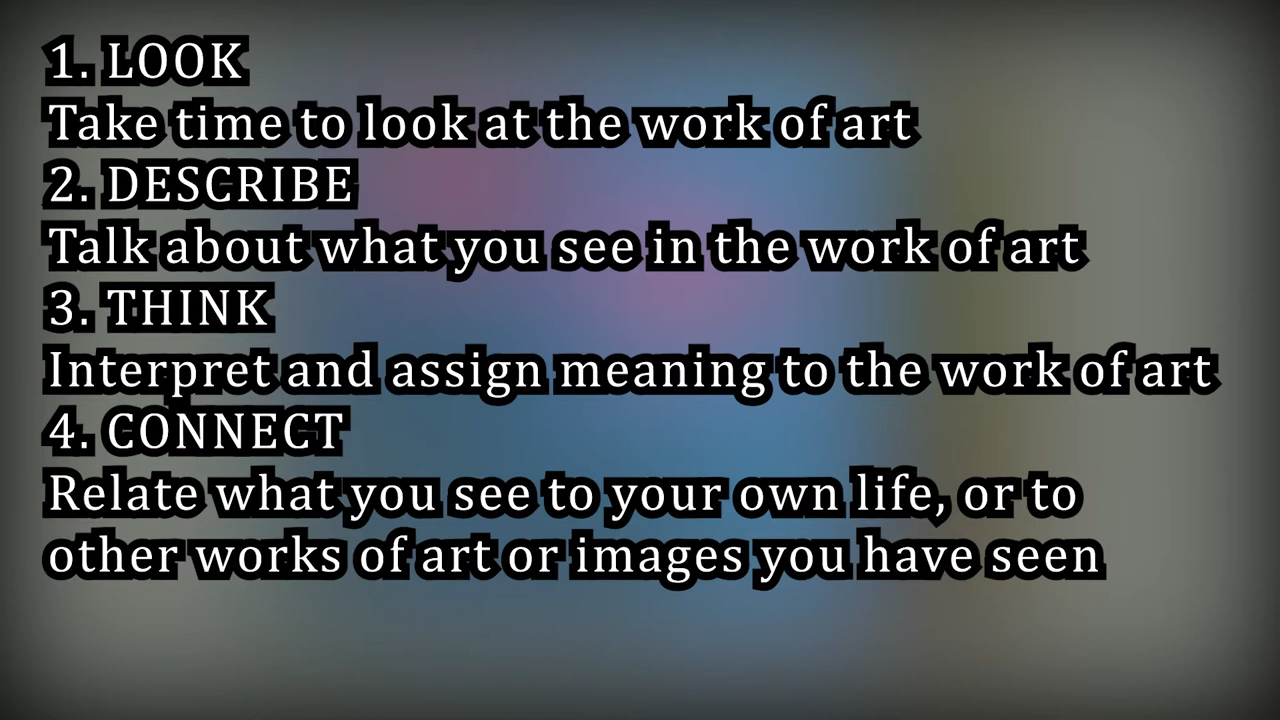 1. LOOK
Take time to look at the work of art
2. DESCRIBE
Talk about what you see in the work of art
3. THINK
Interpret and assign meaning to the work of art
4. CONNECT
Relate what you see to your own life, or to
other works of art or images you have seen